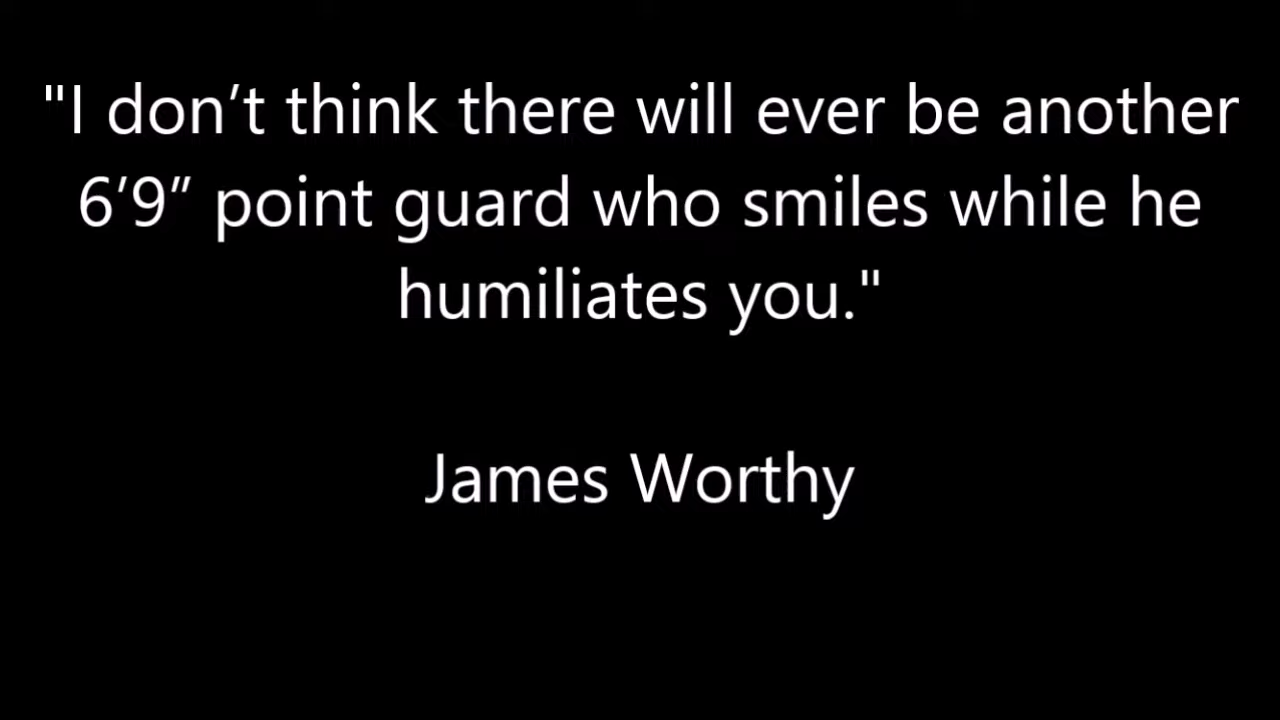 "I don’t think there will ever be another
6’9” point guard who smiles while he
humiliates you."
James Worthy